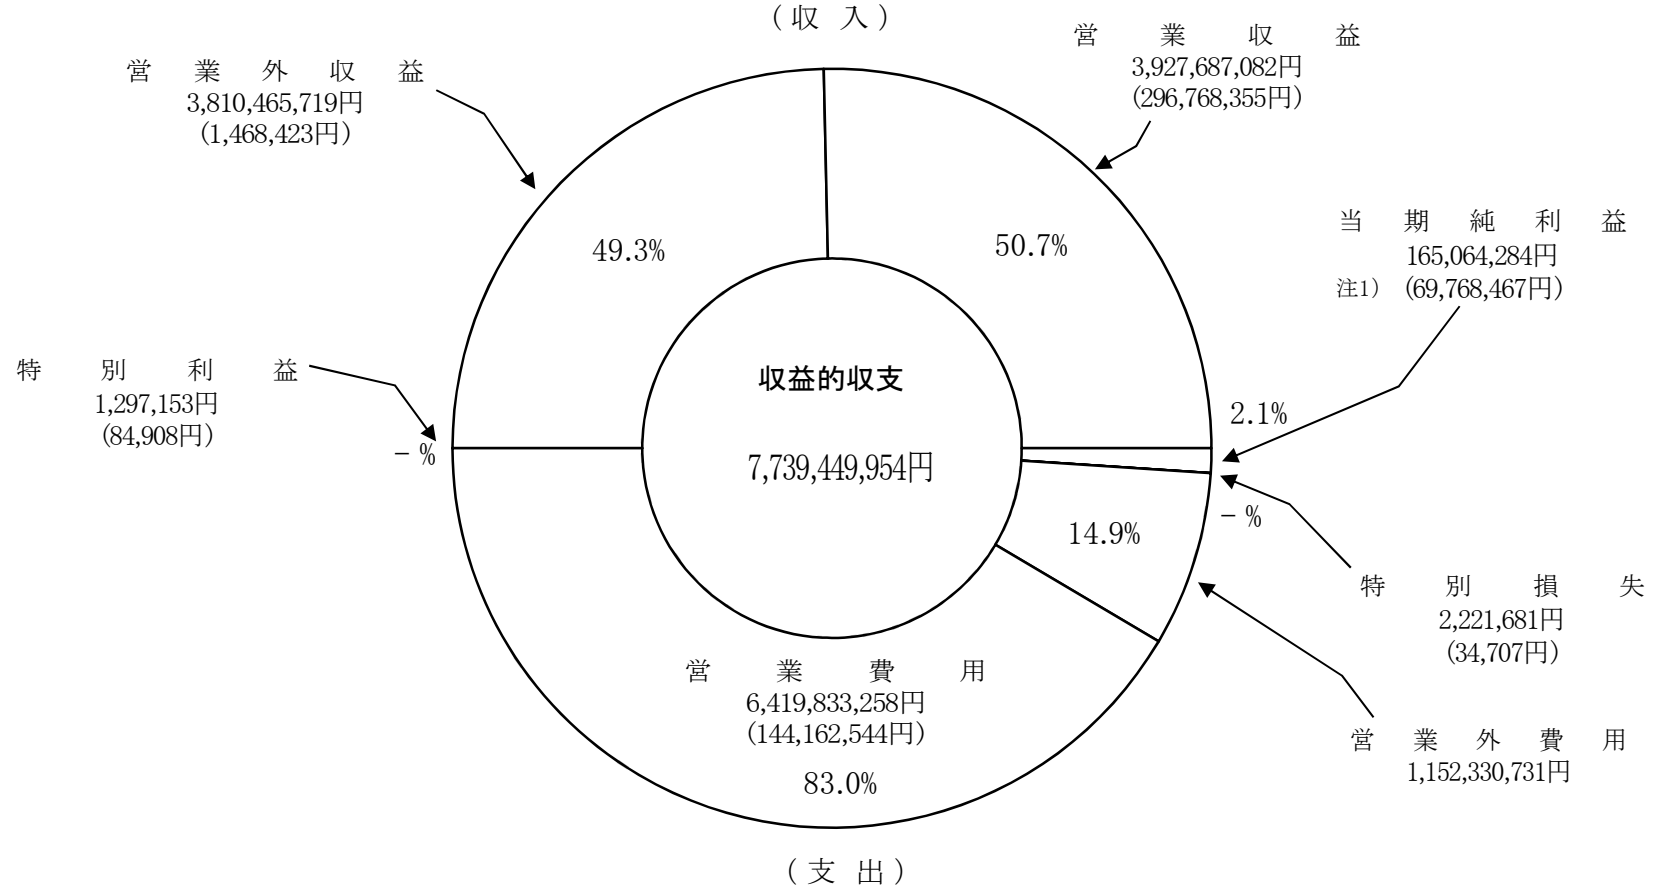 (収 入)
営業収益
3,927,687,082円
(296,768,355円)
営業外収益
3,810,465,719円
(1,468,423円)
当期純利益
165,064,284円
注1) (69,768,467円)
49.3%
50.7%
特別利益
1,297,153円
(84,908円)
－%
収益的収支
7,739,449,954円
2.1%
－%
14.9%
特別損失
2,221,681円
(34,707円)
営業費用
6,419,833,258円
(144,162,544円)
83.0%
営業外費用
1,152,330,731円
(支 出)